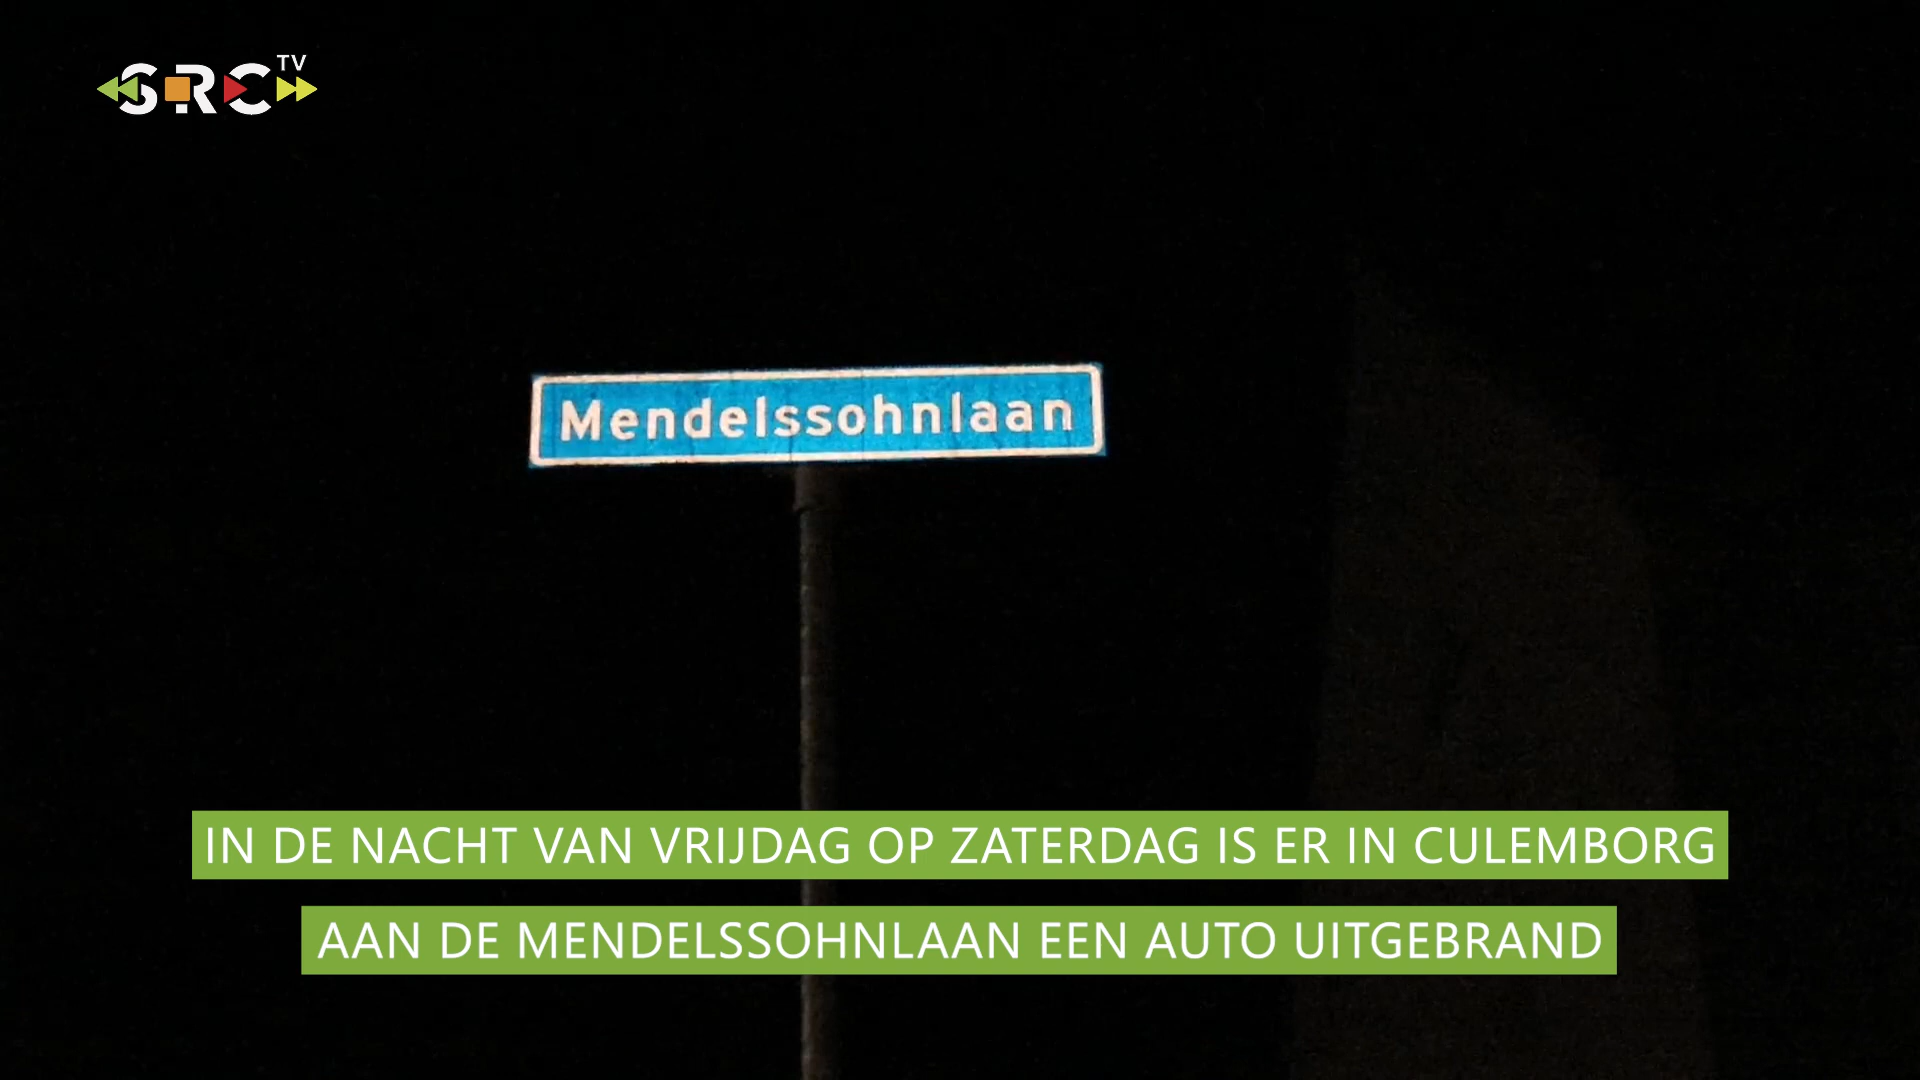 SRC TV
Mendelssohnlaan
IN DE NACHT VAN VRIJDAG OP ZATERDAG IS ER IN CULEMBORG
AAN DE MENDELSSOHNLAAN EEN AUTO UITGEBRAND